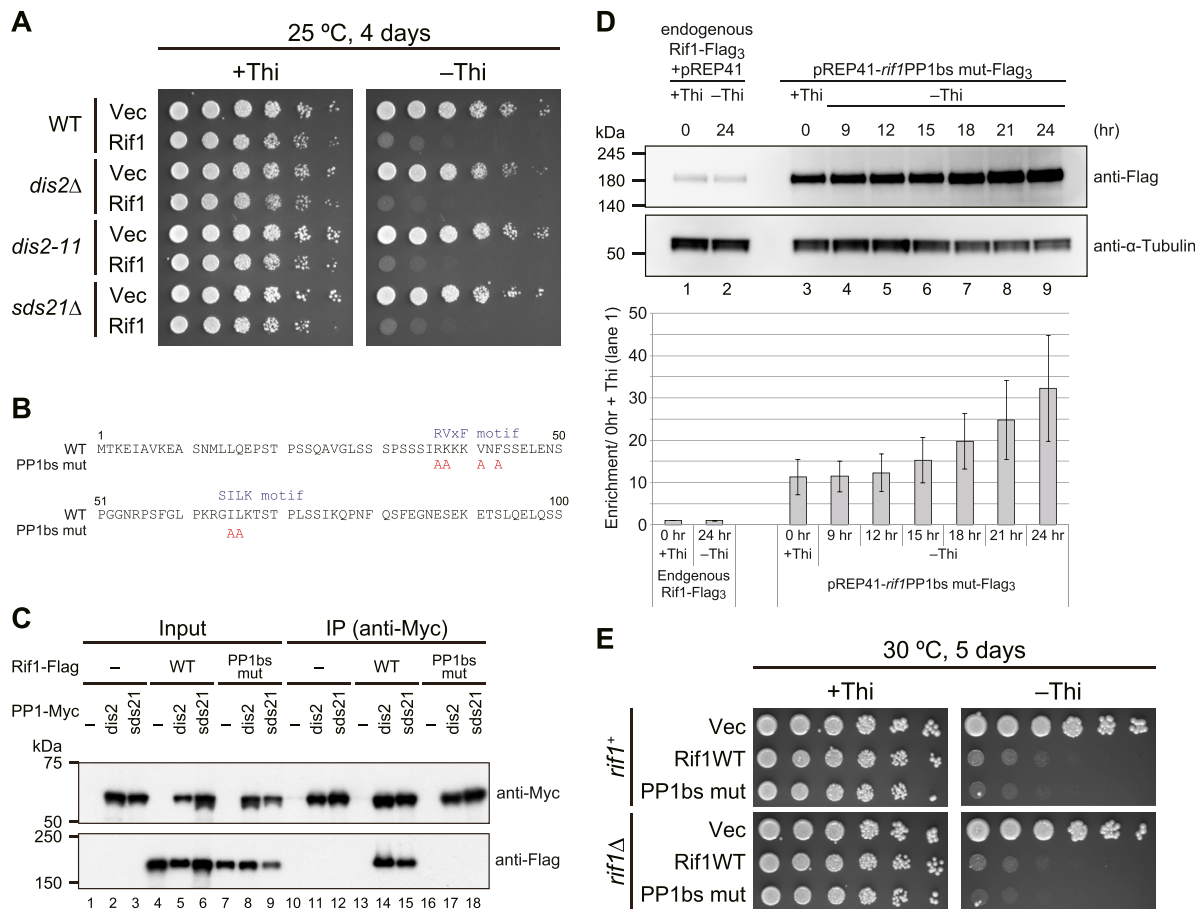 A
25 ºC, 4 days
+Thi –Thi
WT Vec
Rif1
dis2Δ Vec
Rif1
dis2-11 Vec
Rif1
sds21Δ Vec
Rif1
B
RVxF motif
1 50
WT MTKEIAVKEA SNMLLQEPST PSSQAVGLSS SPSSSIRKKK VNFSSELENS
PP1bs mut AA A A
SILK motif
51 100
WT PGGNRPSFGL PKRGILKTST PLSSIKQPNF QSFEGNESEK ETSLQELQSS
PP1bs mut AA
C
Input IP (anti-Myc)
Rif1-Flag – WT PP1bs mut – WT PP1bs mut
PP1-Myc – dis2 sds21 – dis2 sds21 – dis2 sds21 – dis2 sds21 – dis2 sds21 – dis2 sds21
kDa
75
anti-Myc
50
250
anti-Flag
150
1 2 3 4 5 6 7 8 9 10 11 12 13 14 15 16 17 18
D
endogenous
Rif1-Flag3
+pREP41 pREP41-rif1PP1bs mut-Flag3
+Thi –Thi +Thi –Thi
kDa 0 24 0 9 12 15 18 21 24 (hr)
245
180 anti-Flag
140
50 anti-α-Tubulin
1 2 3 4 5 6 7 8 9
Enrichment/ 0hr + Thi (lane 1)
50
40
30
20
10
0
0 hr 24 hr 0 hr 9 hr 12 hr 15 hr 18 hr 21 hr 24 hr
+Thi –Thi +Thi –Thi
Endgenous
Rif1-Flag3
pREP41-rif1PP1bs mut-Flag3
E
30 ºC, 5 days
+Thi –Thi
rif1+ Vec
Rif1WT
PP1bs mut
rif1Δ Vec
Rif1WT
PP1bs mut